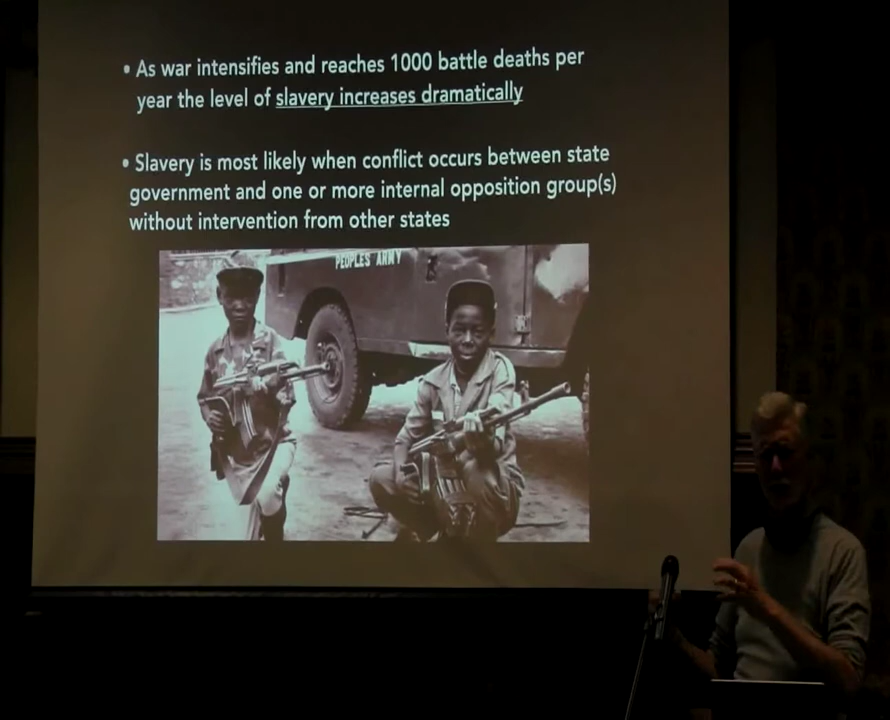 • As war intensifies and reaches 1000 battle deaths per
year the level of slavery increases dramatically
• Slavery is most likely when conflict occurs between state
government and one or more internal opposition group(s)
without intervention from other states
PEOPLES ARMY